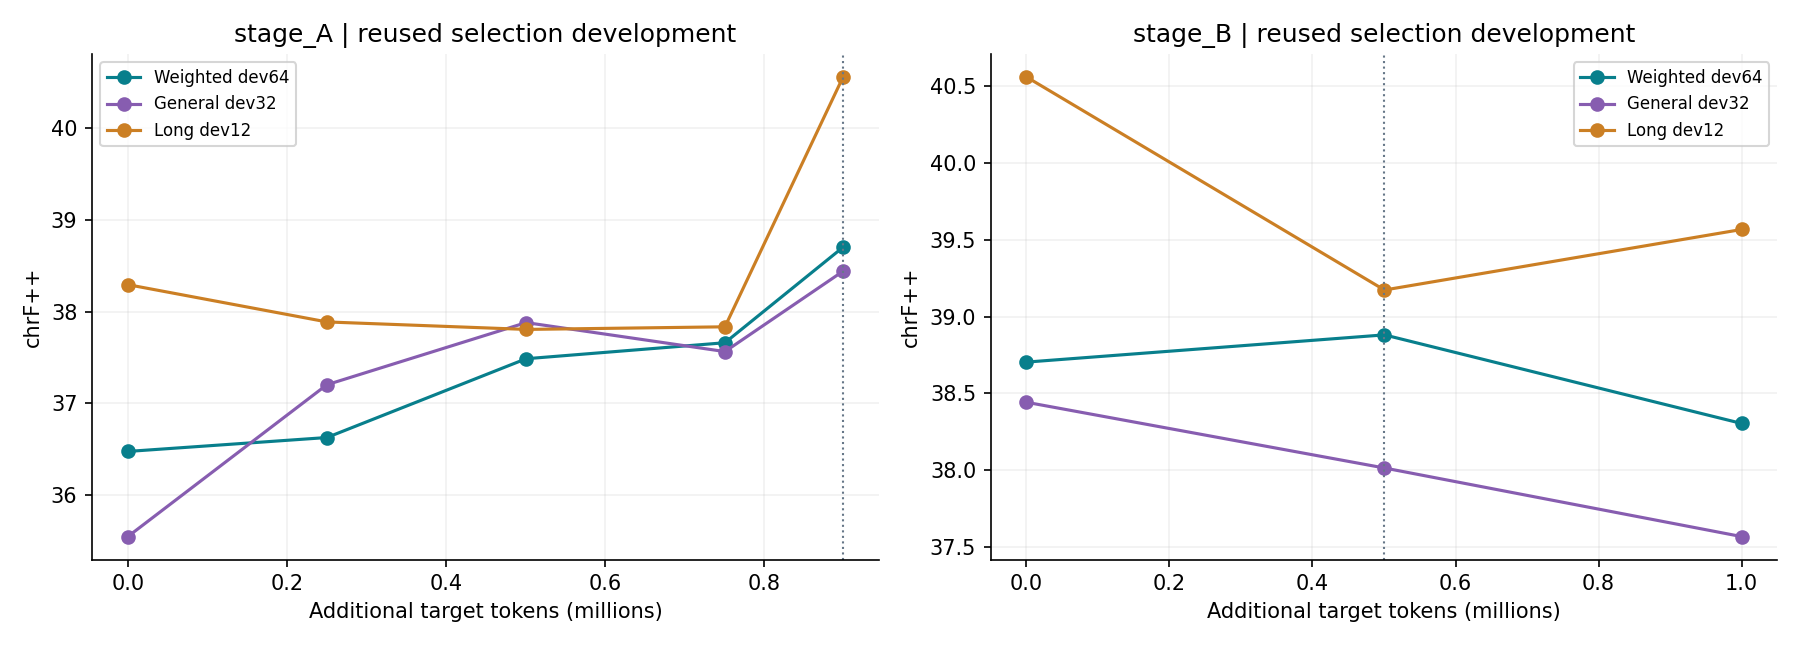 stage_A | reused selection development
Weighted dev64
General dev32
Long dev12
40
39
38
37
36
chrF++
0.0 0.2 0.4 0.6 0.8
Additional target tokens (millions)
stage_B | reused selection development
Weighted dev64
General dev32
Long dev12
40.5
40.0
39.5
39.0
38.5
38.0
37.5
chrF++
0.0 0.2 0.4 0.6 0.8 1.0
Additional target tokens (millions)